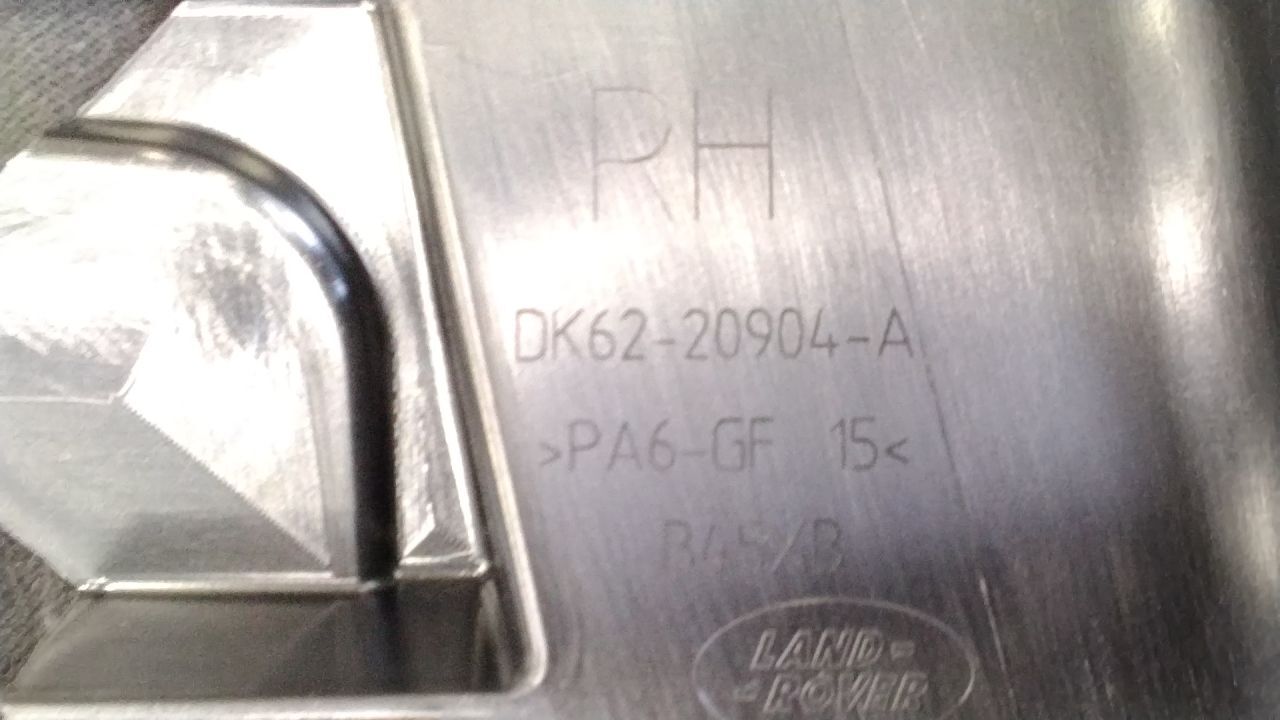 RH
DK62-20904-A
>PA6-GF 15<
LAND-
-ROVER